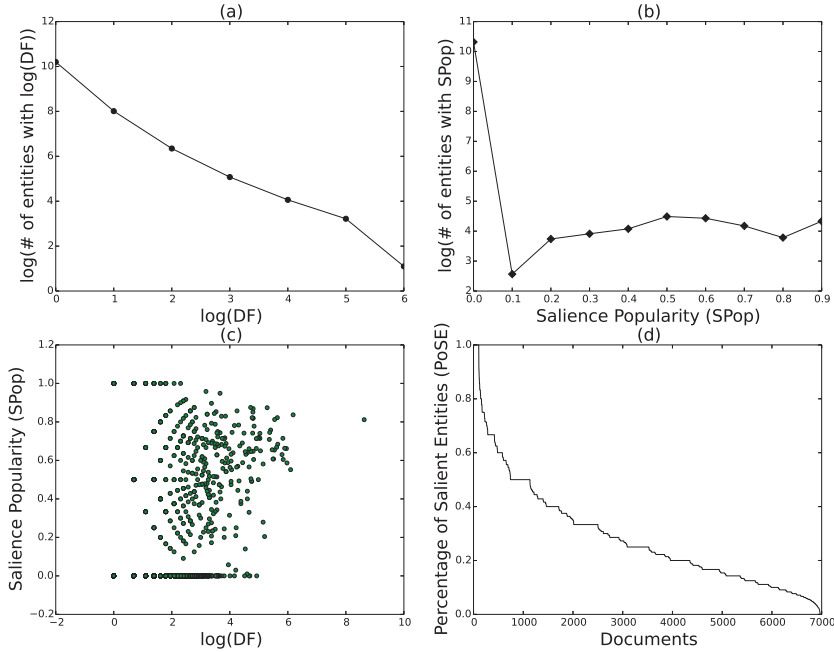 (a)
log(# of entities with log(DF))
12
10
8
6
4
2
0
0 1 2 3 4 5 6
log(DF)
(b)
log(# of entities with SPop)
11
10
9
8
7
6
5
4
3
2
0.0 0.1 0.2 0.3 0.4 0.5 0.6 0.7 0.8 0.9
Salience Popularity (SPop)
(c)
Salience Popularity (SPop)
1.2
1.0
0.8
0.6
0.4
0.2
0.0
−0.2
−2 0 2 4 6 8 10
log(DF)
(d)
Percentage of Salient Entities (PoSE)
1.0
0.8
0.6
0.4
0.2
0.0
0 1000 2000 3000 4000 5000 6000 7000
Documents